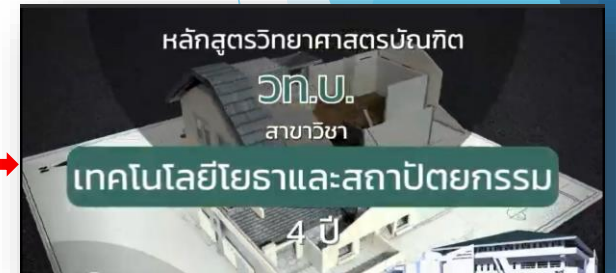 หลักสูตรวิทยาศาสตรบัณฑิต
วท.บ.
สาขาวิชา
เทคโนโลยีโยธาและสถาปัตยกรรม
4 ปี